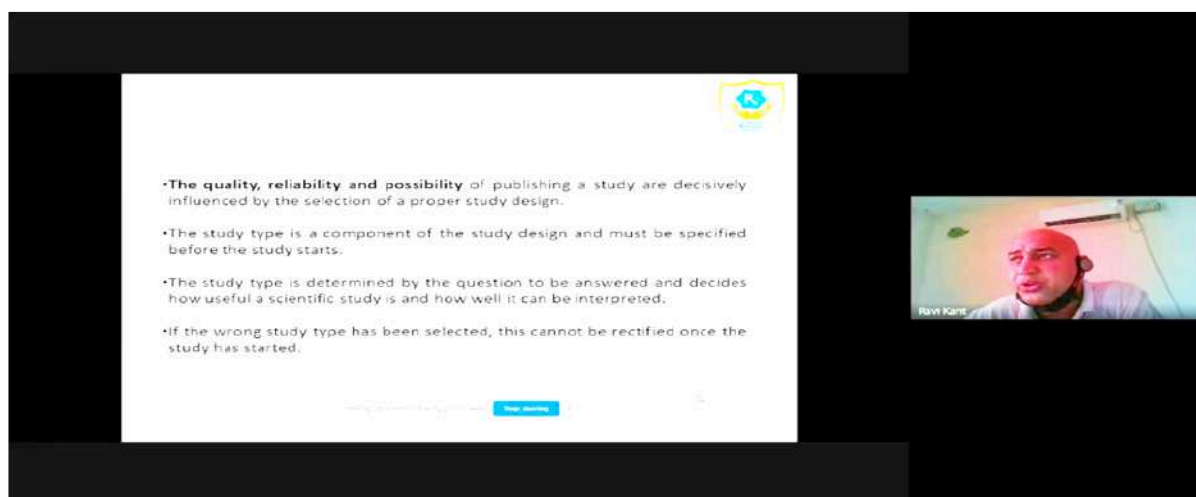 •The quality, reliability and possibility of publishing a study are decisively
influenced by the selection of a proper study design.
•The study type is a component of the study design and must be specified
before the study starts.
•The study type is determined by the question to be answered and decides
how useful a scientific study is and how well it can be interpreted.
•If the wrong study type has been selected, this cannot be rectified once the
study has started.
Stop sharing
Ravi Kant